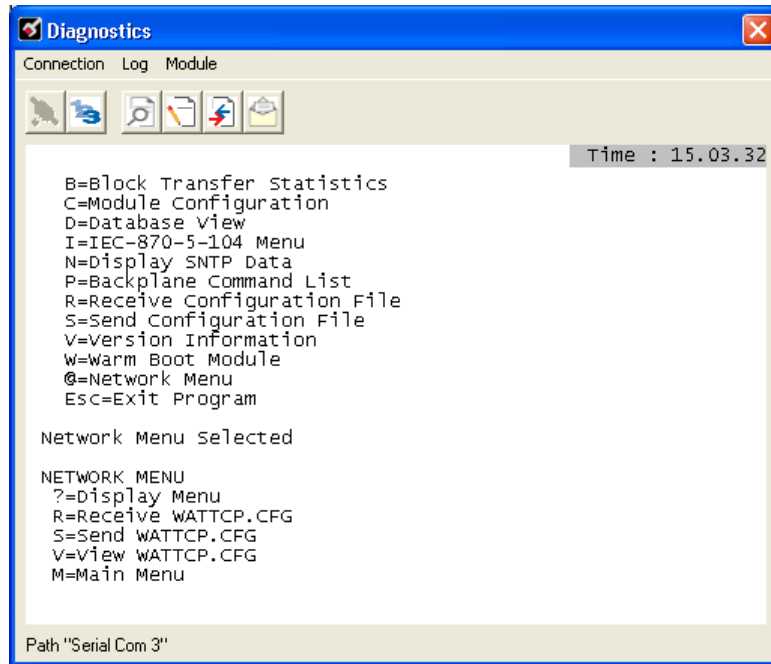 Diagnostics
Connection Log Module
Time : 15.03.32
B=Block Transfer Statistics
C=Module Configuration
D=Database View
I=IEC-870-5-104 Menu
N=Display SNTP Data
P=Backplane Command List
R=Receive Configuration File
S=Send Configuration File
V=Version Information
W=Warm Boot Module
@=Network Menu
Esc=Exit Program
Network Menu Selected
NETWORK MENU
?=Display Menu
R=Receive WATTCP.CFG
S=Send WATTCP.CFG
V=View WATTCP.CFG
M=Main Menu
Path "Serial Com 3"